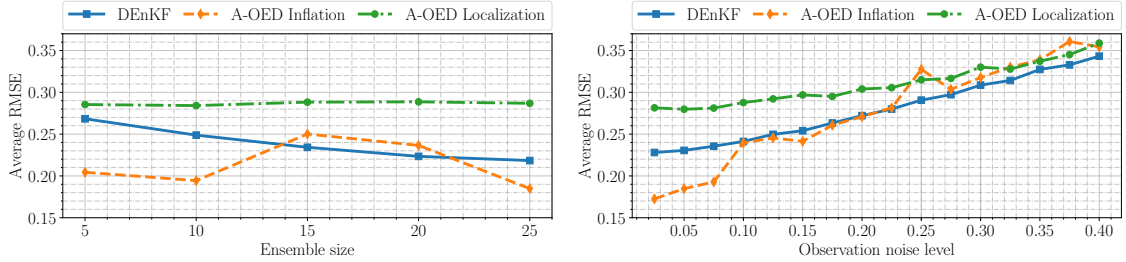 DEnKF A-OED Inflation A-OED Localization
0.35
0.30
0.25
0.20
0.15
Average RMSE
5 10 15 20 25
Ensemble size
DEnKF A-OED Inflation A-OED Localization
0.35
0.30
0.25
0.20
0.15
Average RMSE
0.05 0.10 0.15 0.20 0.25 0.30 0.35 0.40
Observation noise level